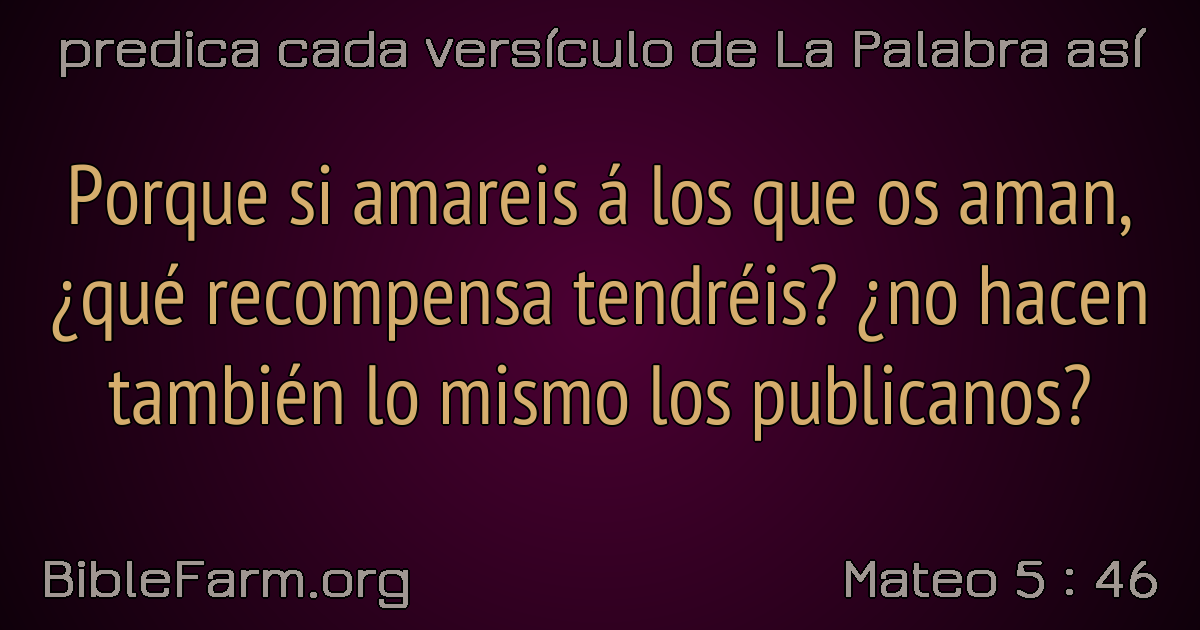 predica cada versículo de La Palabra así
Porque si amareis á los que os aman,
¿qué recompensa tendréis? ¿no hacen
también lo mismo los publicanos?
BibleFarm.org
Mateo 5 : 46